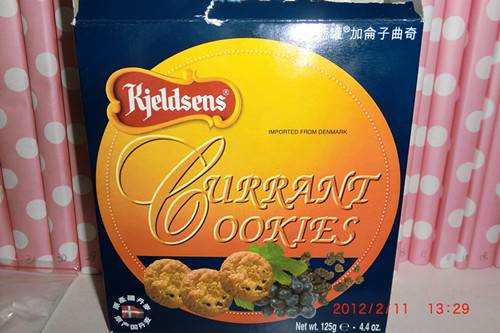 罐® 加侖子曲奇
Kjeldsens®
IMPORTED FROM DENMARK
CURRANT
COOKIES
Net wt. 125g e - 4.4 oz.
2012/2/11 13:29